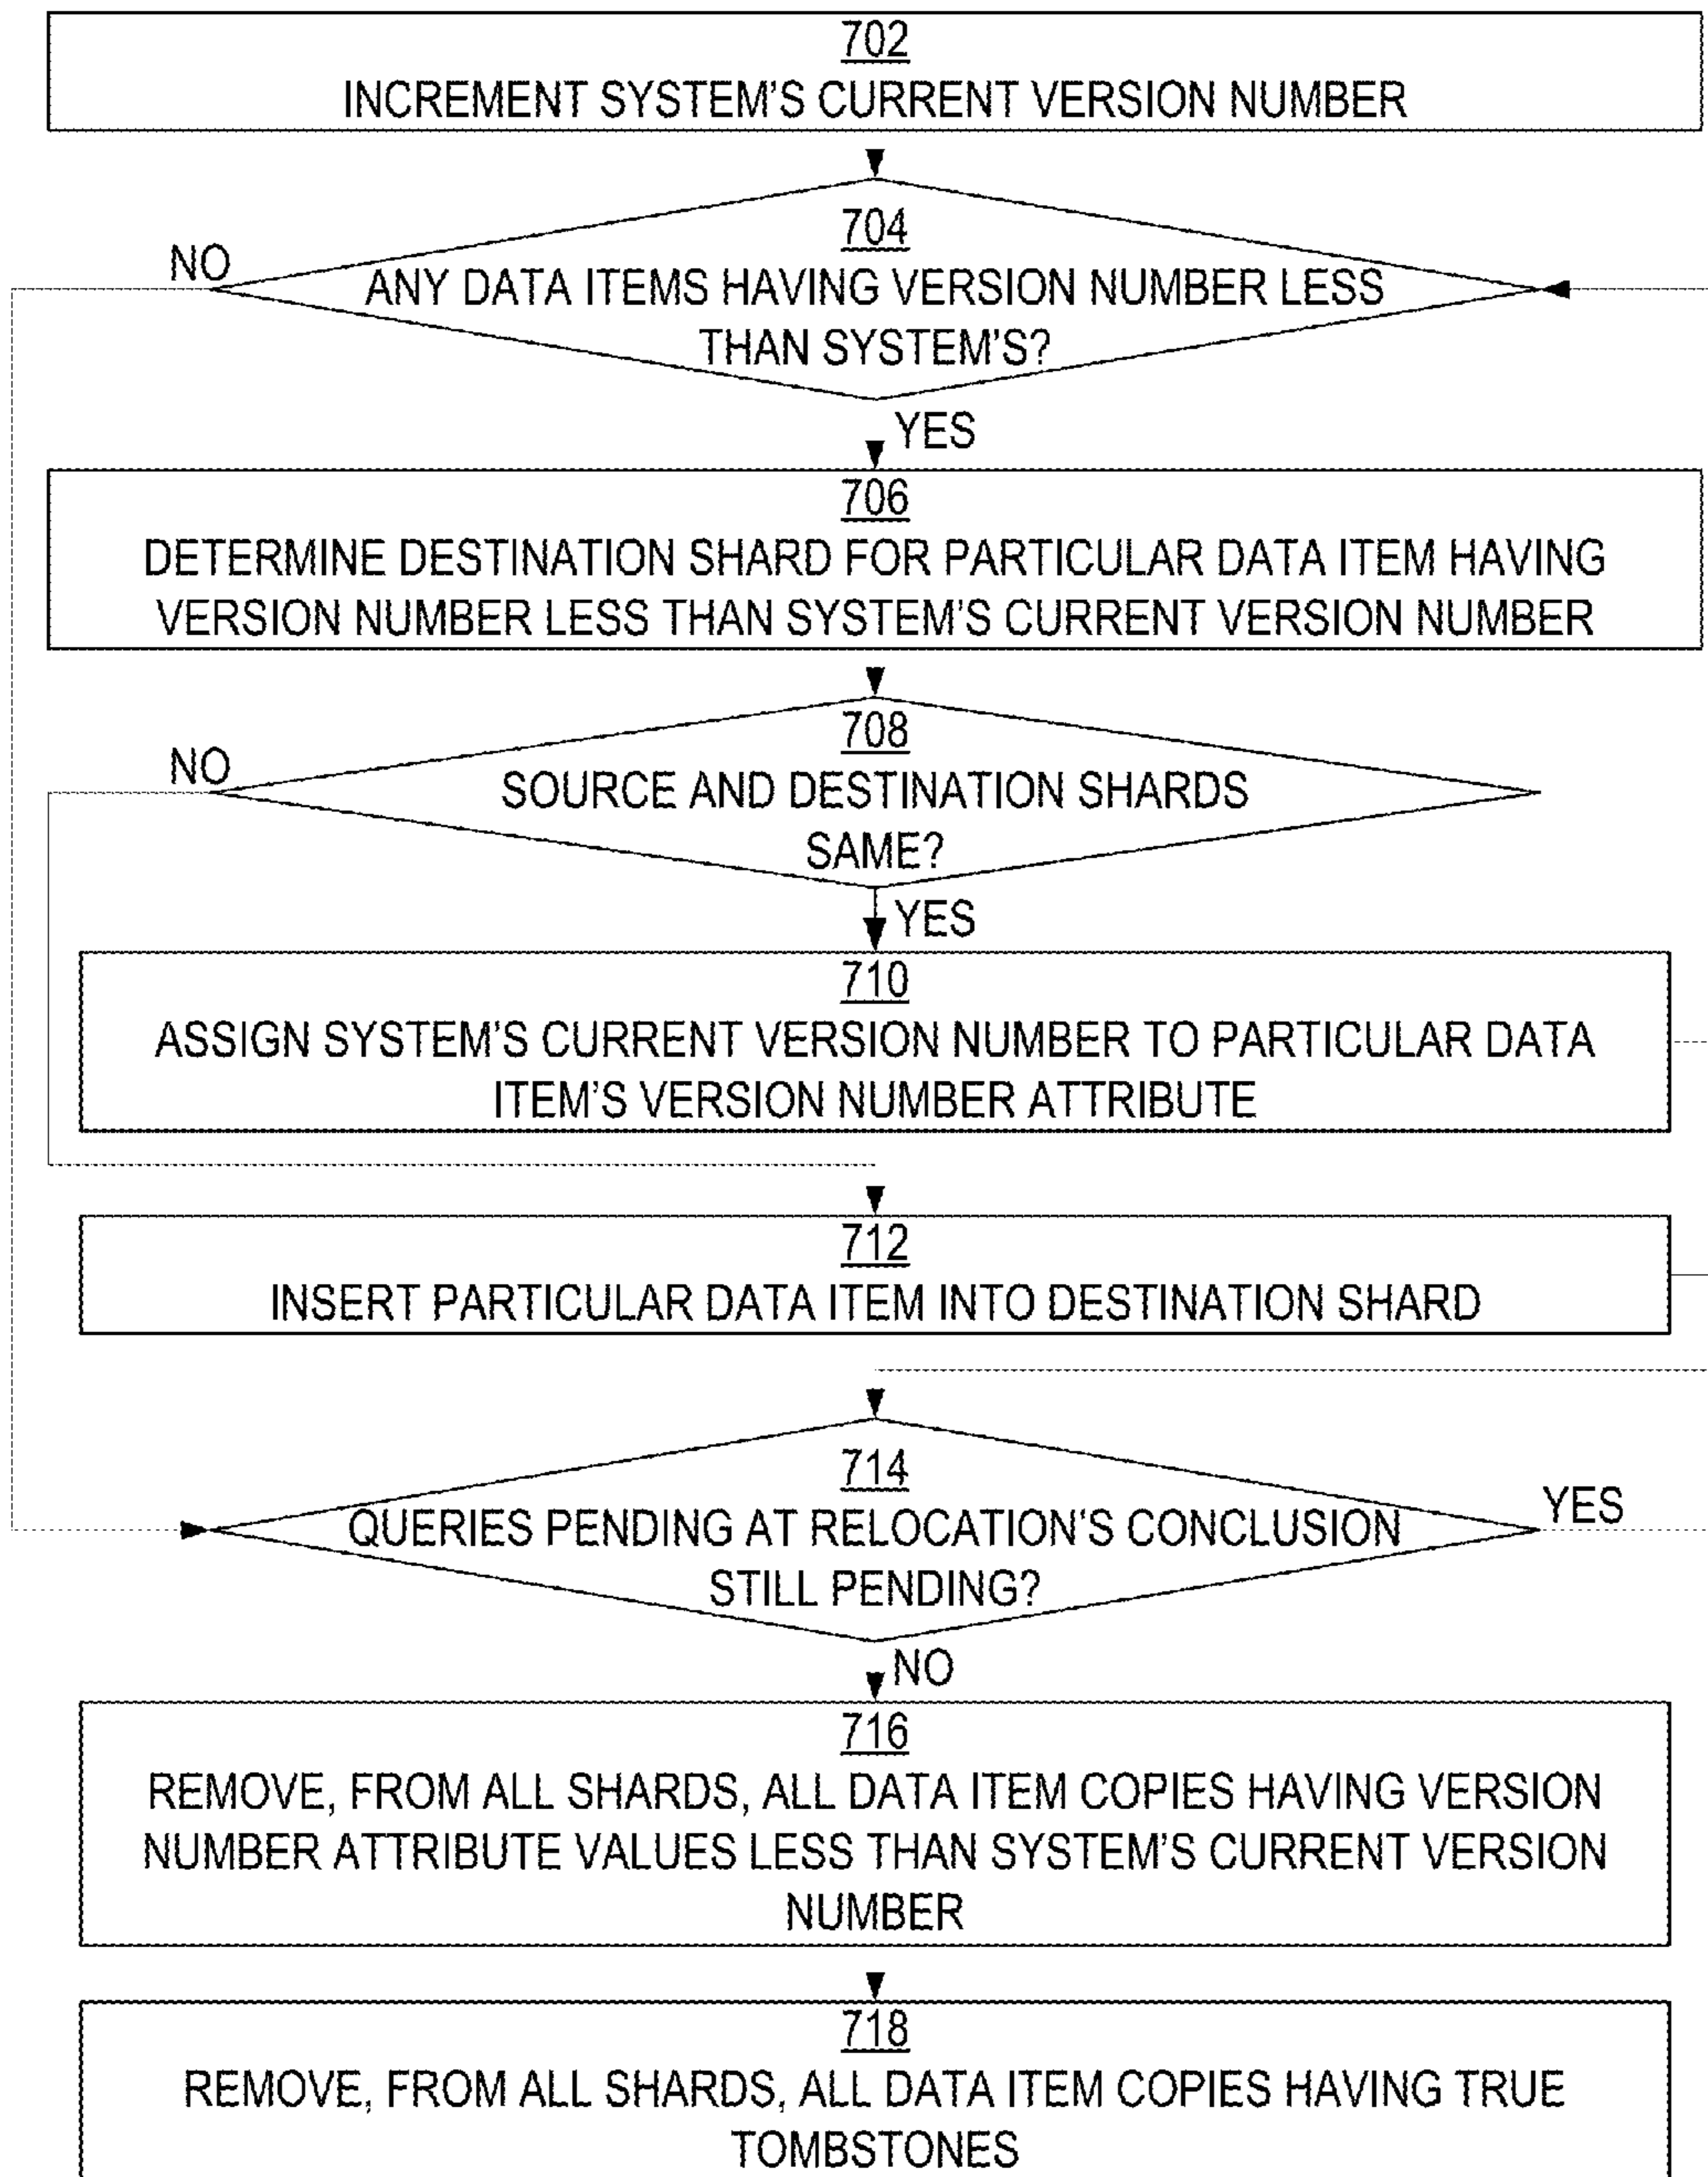 702
INCREMENT SYSTEM'S CURRENT VERSION NUMBER
704
NO
ANY DATA ITEMS HAVING VERSION NUMBER LESS
THAN SYSTEM'S?
YES
706
DETERMINE DESTINATION SHARD FOR PARTICULAR DATA ITEM HAVING
VERSION NUMBER LESS THAN SYSTEM'S CURRENT VERSION NUMBER
708
NO
SOURCE AND DESTINATION SHARDS
SAME?
YES
710
ASSIGN SYSTEM'S CURRENT VERSION NUMBER TO PARTICULAR DATA
ITEM'S VERSION NUMBER ATTRIBUTE
712
INSERT PARTICULAR DATA ITEM INTO DESTINATION SHARD
714
QUERIES PENDING AT RELOCATION'S CONCLUSION
YES
STILL PENDING?
NO
716
REMOVE, FROM ALL SHARDS, ALL DATA ITEM COPIES HAVING VERSION
NUMBER ATTRIBUTE VALUES LESS THAN SYSTEM'S CURRENT VERSION
NUMBER
718
REMOVE, FROM ALL SHARDS, ALL DATA ITEM COPIES HAVING TRUE
TOMBSTONES